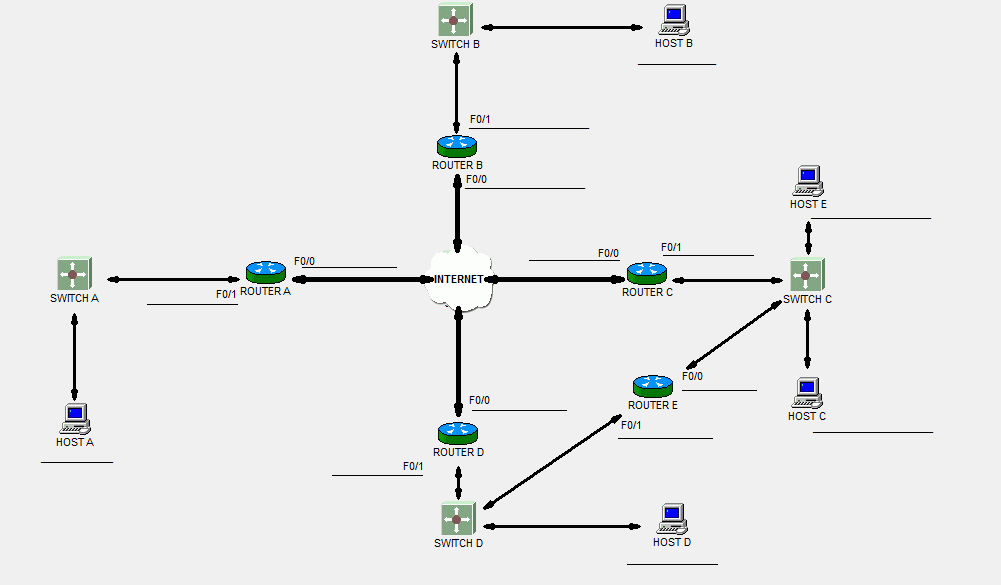 SWITCH B
HOST B
F0/1
ROUTER B
F0/0
HOST E
F0/0
F0/0
F0/1
INTERNET
SWITCH A
F0/1
ROUTER A
ROUTER C
SWITCH C
F0/0
F0/0
ROUTER E
HOST C
F0/1
HOST A
ROUTER D
F0/1
SWITCH D
HOST D